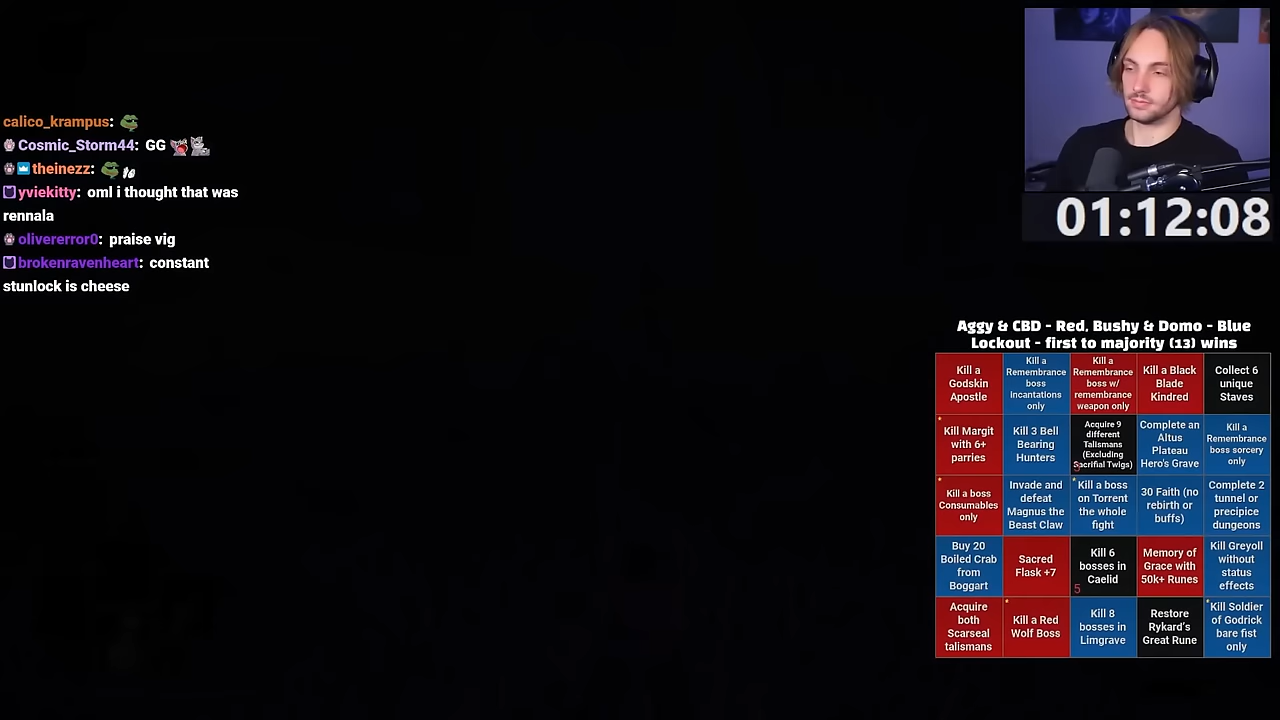 calico_krampus:
Cosmic_Storm44: GG
theinezz:
yviekitty: oml i thought that was
rennala
olivererror0: praise vig
brokenravenheart: constant
stunlock is cheese
01:12:08
Aggy & CBD - Red, Bushy & Domo - Blue
Lockout - first to majority (13) wins
Kill a
Godskin
Apostle
Kill a
Remembrance
boss
incantations
only
Kill a
Remembrance
boss w/
remembrance
weapon only
Kill a Black
Blade
Kindred
Collect 6
unique
Staves
Kill Margit
with 6+
parries
Kill 3 Bell
Bearing
Hunters
Acquire 9
different
Talismans
(Excluding
Sacrifial Twigs)
Complete an
Altus
Plateau
Hero's Grave
Kill a
Remembrance
boss sorcery
only
Kill a boss
Consumables
only
Invade and
defeat
Magnus the
Beast Claw
Kill a boss
on Torrent
the whole
fight
30 Faith (no
rebirth or
buffs)
Complete 2
tunnel or
precipice
dungeons
Buy 20
Boiled Crab
from
Boggart
Sacred
Flask +7
Kill 6
bosses in
Caelid
5
Memory of
Grace with
50k+ Runes
Kill Greyoll
without
status
effects
Acquire
both
Scarseal
talismans
Kill a Red
Wolf Boss
Kill 8
bosses in
Limgrave
Restore
Rykard's
Great Rune
Kill Soldier
of Godrick
bare fist
only